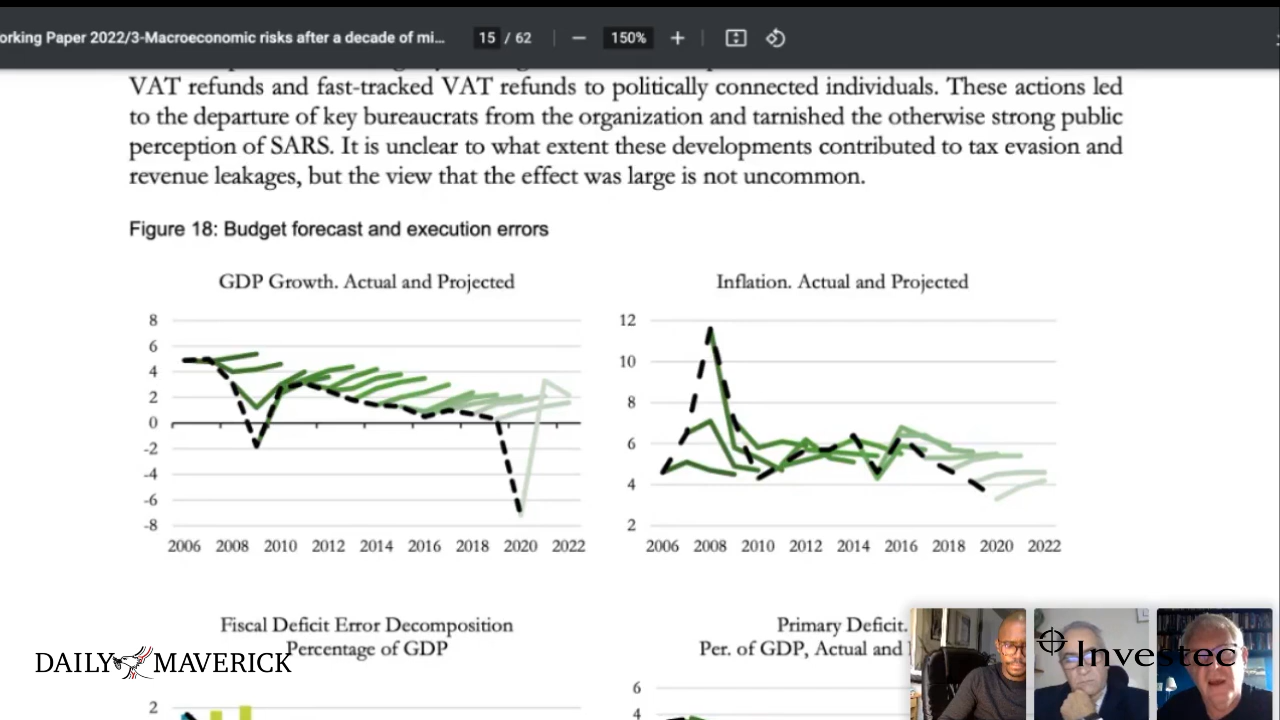 orking Paper 2022/3-Macroeconomic risks after a decade of mi...
15 / 62
150%
VAT refunds and fast-tracked VAT refunds to politically connected individuals. These actions led
to the departure of key bureaucrats from the organization and tarnished the otherwise strong public
perception of SARS. It is unclear to what extent these developments contributed to tax evasion and
revenue leakages, but the view that the effect was large is not uncommon.
Figure 18: Budget forecast and execution errors
GDP Growth. Actual and Projected
8
6
4
2
0
-2
-4
-6
-8
2006 2008 2010 2012 2014 2016 2018 2020 2022
Inflation. Actual and Projected
12
10
8
6
4
2
2006 2008 2010 2012 2014 2016 2018 2020 2022
Fiscal Deficit Error Decomposition
Percentage of GDP
2
Primary Deficit.
Per. of GDP, Actual and
6
4
DAILY MAVERICK
Investec